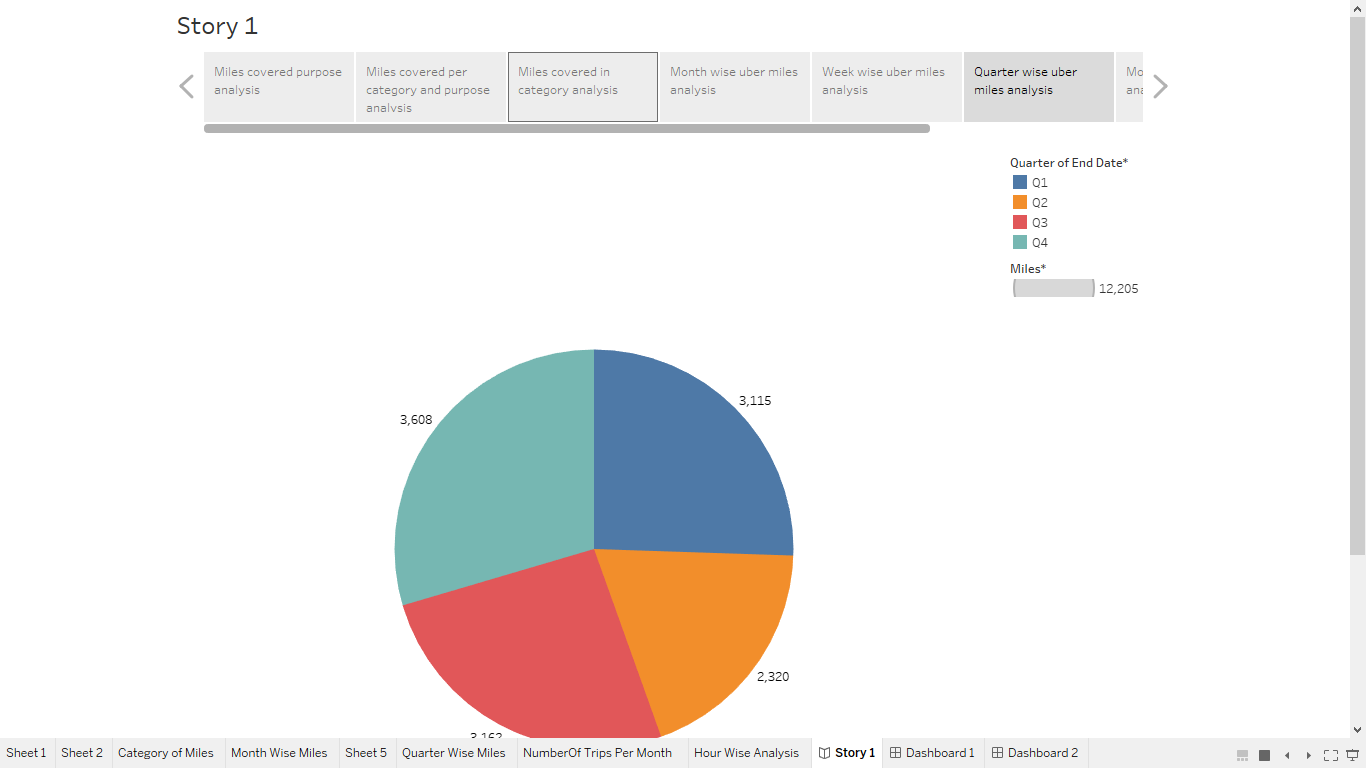 Story 1
Miles covered purpose
analysis
Miles covered per
category and purpose
analysis
Miles covered in
category analysis
Month wise uber miles
analysis
Week wise uber miles
analysis
Quarter wise uber
miles analysis
Quarter of End Date*
Q1
Q2
Q3
Q4
Miles*
12,205
3,115
3,608
2,320
3,162
Sheet 1
Sheet 2
Category of Miles
Month Wise Miles
Sheet 5
Quarter Wise Miles
NumberOf Trips Per Month
Hour Wise Analysis
Story 1
Dashboard 1
Dashboard 2